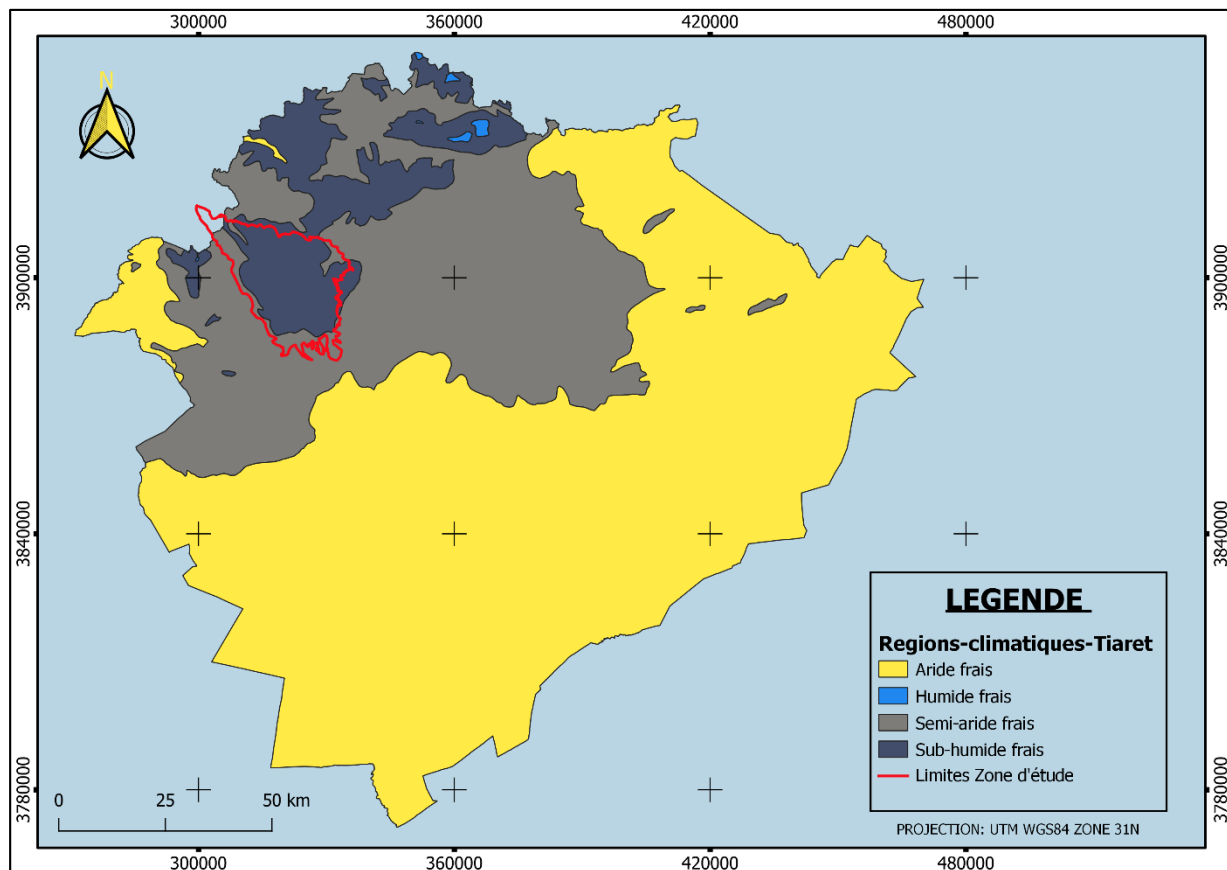 300000 360000 420000 480000
N
3900000 3900000
3840000 3840000
3780000 3780000
LEGENDE
Regions-climatiques-Tiaret
Aride frais
Humide frais
Semi-aride frais
Sub-humide frais
Limites Zone d'étude
0 25 50 km
PROJECTION: UTM WGS84 ZONE 31N
300000 360000 420000 480000